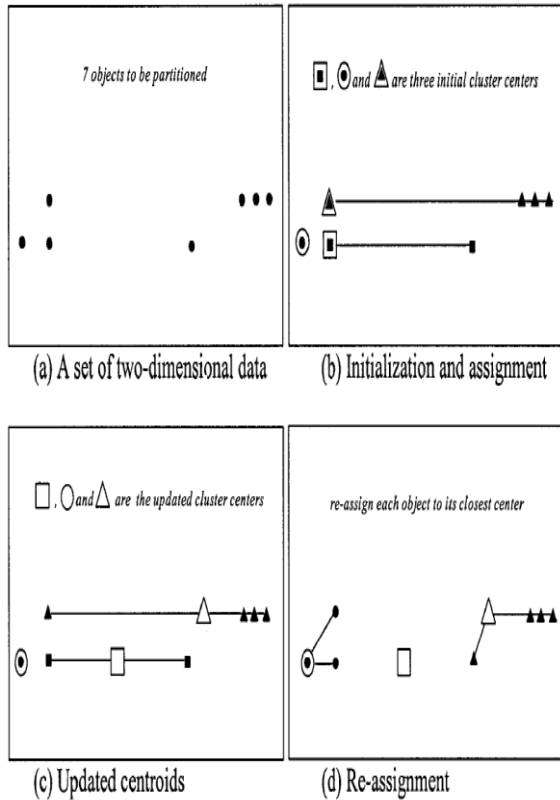 7 objects to be partitioned
, and are three initial cluster centers
(a) A set of two-dimensional data
(b) Initialization and assignment
, and are the updated cluster centers
re-assign each object to its closest center
(c) Updated centroids
(d) Re-assignment